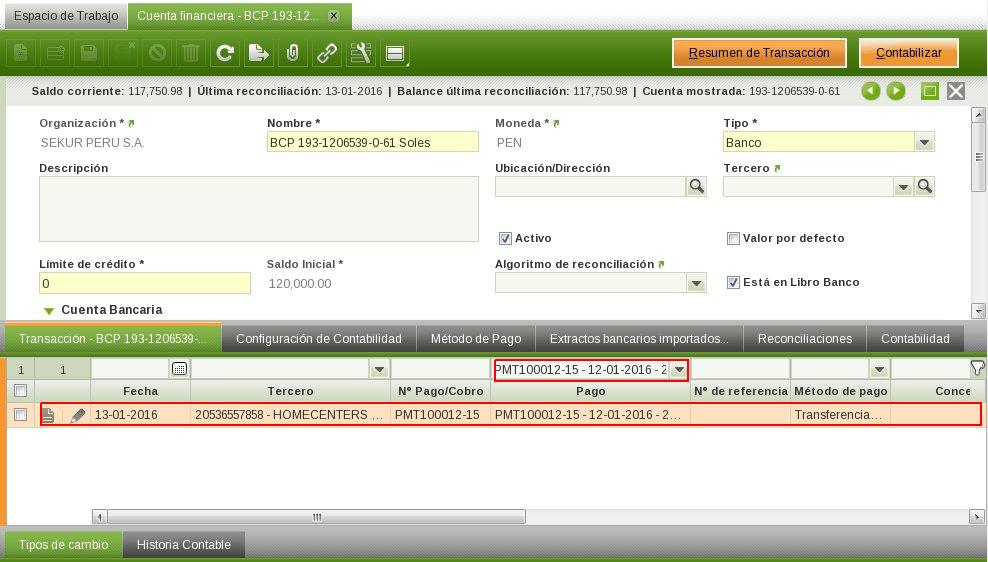 Espacio de Trabajo Cuenta financiera - BCP 193-12... x
Resumen de Transacción Contabilizar
Saldo corriente: 117,750.98 | Última reconciliación: 13-01-2016 | Balance última reconciliación: 117,750.98 | Cuenta mostrada: 193-1206539-0-61
Organización * Nombre * Moneda * Tipo *
SEKUR PERU S.A. BCP 193-1206539-0-61 Soles PEN Banco
Descripción Ubicación/Dirección Tercero
Activo Valor por defecto
Límite de crédito * Saldo Inicial * Algoritmo de reconciliación
0 120,000.00 Está en Libro Banco
Cuenta Bancaria
Transacción - BCP 193-1206539-... Configuración de Contabilidad Método de Pago Extractos bancarios importados... Reconciliaciones Contabilidad
1 1 PMT100012-15 - 12-01-2016 - 2
Fecha Tercero Nº Pago/Cobro Pago Nº de referencia Método de pago Conce
13-01-2016 20536557858 - HOMECENTERS ... PMT100012-15 PMT100012-15 - 12-01-2016 - 2... Transferencia...
Tipos de cambio Historia Contable